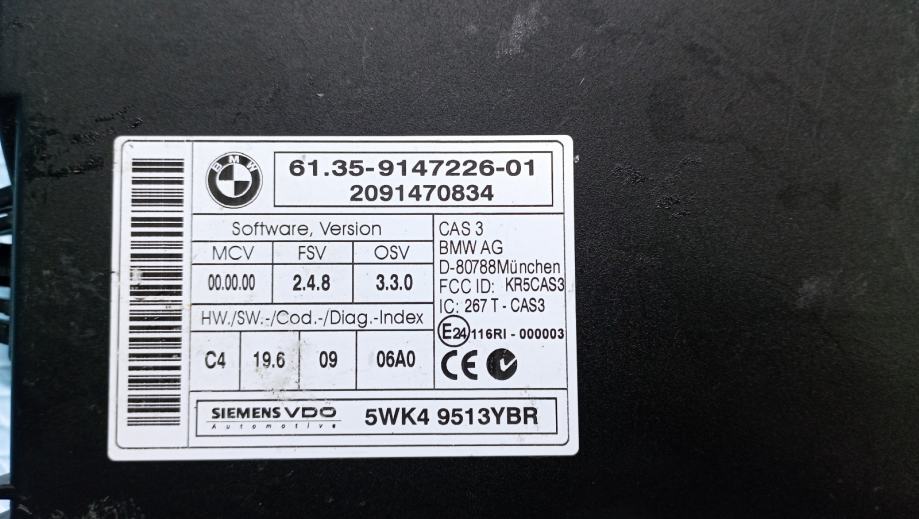 BMW
61.35-9147226-01
2091470834
Software, Version
MCV FSV OSV
00.00.00 2.4.8 3.3.0
HW./SW.-/Cod.-/Diag.-Index
C4 19.6 09 06A0
CAS 3
BMW AG
D-80788München
FCC ID: KR5CAS3
IC: 267 T - CAS3
E24 116RI - 000003
CE
SIEMENS VDO
Automotive
5WK4 9513YBR